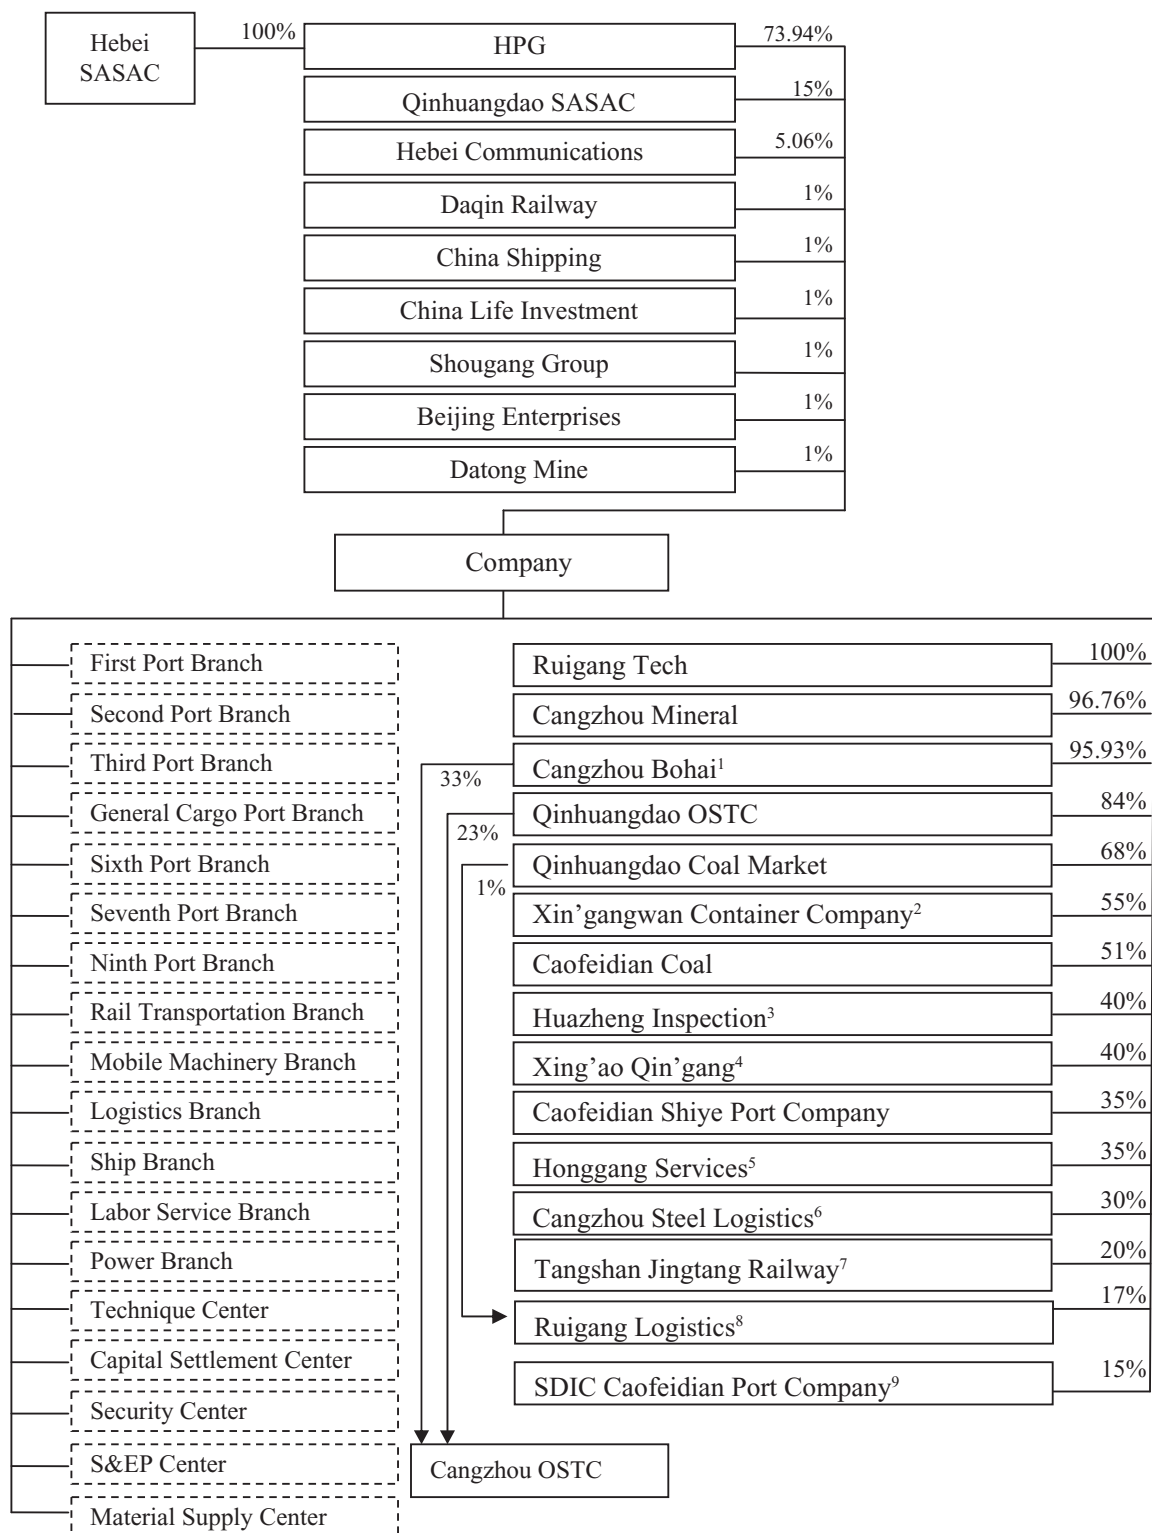 Hebei
SASAC
100%
HPG
73.94%
Qinhuangdao SASAC
15%
Hebei Communications
5.06%
Daqin Railway
1%
China Shipping
1%
China Life Investment
1%
Shougang Group
1%
Beijing Enterprises
1%
Datong Mine
1%
Company
First Port Branch
Second Port Branch
Third Port Branch
General Cargo Port Branch
Sixth Port Branch
Seventh Port Branch
Ninth Port Branch
Rail Transportation Branch
Mobile Machinery Branch
Logistics Branch
Ship Branch
Labor Service Branch
Power Branch
Technique Center
Capital Settlement Center
Security Center
S&EP Center
Material Supply Center
33%
23%
1%
Ruigang Tech
100%
Cangzhou Mineral
96.76%
Cangzhou Bohai¹
95.93%
Qinhuangdao OSTC
84%
Qinhuangdao Coal Market
68%
Xin’gangwan Container Company²
55%
Caofeidian Coal
51%
Huazheng Inspection³
40%
Xing’ao Qin’gang⁴
40%
Caofeidian Shiye Port Company
35%
Honggang Services⁵
35%
Cangzhou Steel Logistics⁶
30%
Tangshan Jingtang Railway⁷
20%
Ruigang Logistics⁸
17%
SDIC Caofeidian Port Company⁹
15%
Cangzhou OSTC